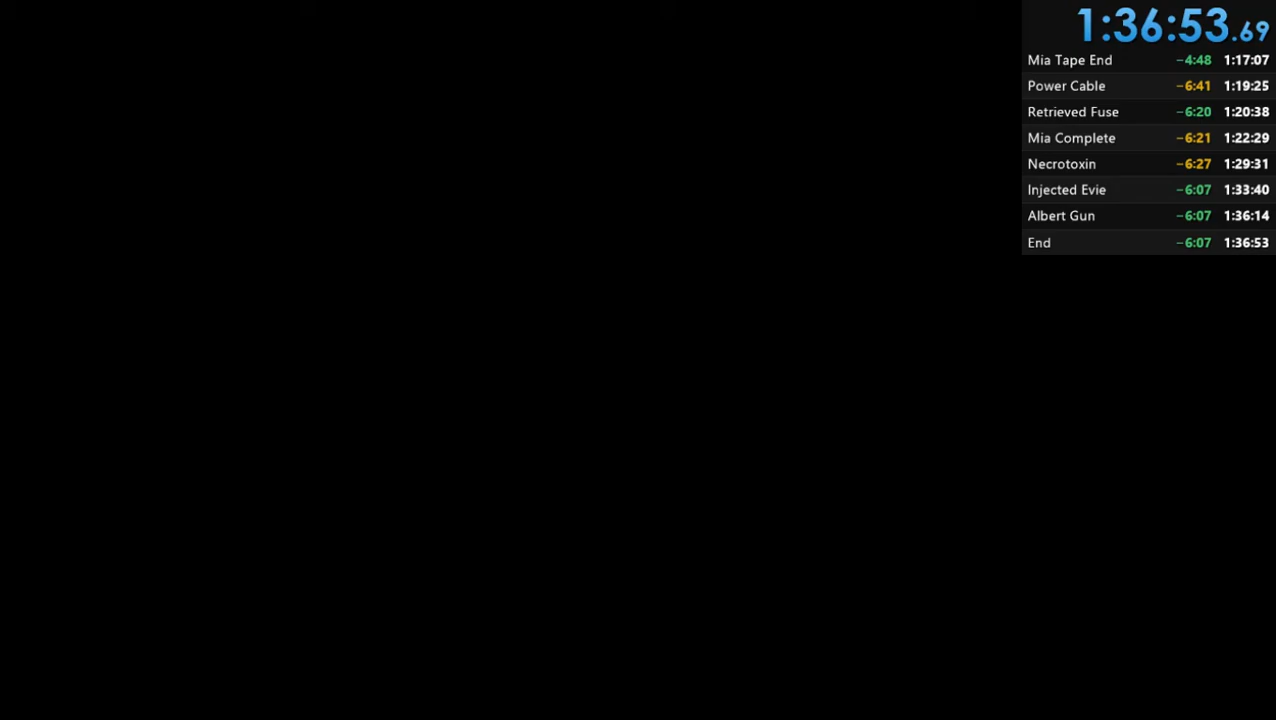 1:36:53.69
Mia Tape End −4:48 1:17:07
Power Cable −6:41 1:19:25
Retrieved Fuse −6:20 1:20:38
Mia Complete −6:21 1:22:29
Necrotoxin −6:27 1:29:31
Injected Evie −6:07 1:33:40
Albert Gun −6:07 1:36:14
End −6:07 1:36:53